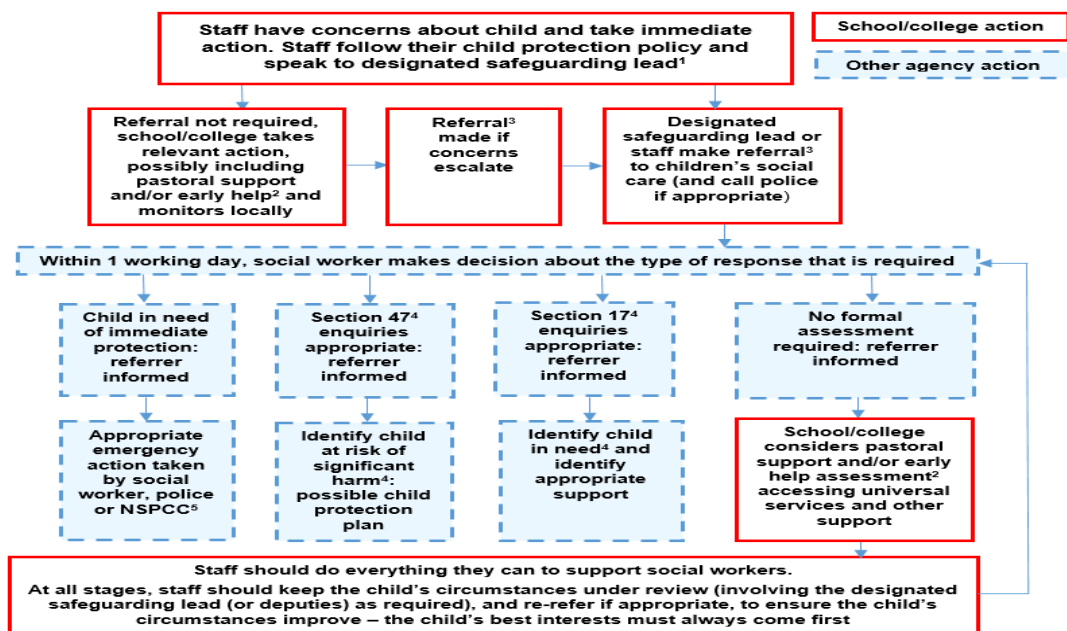 Staff have concerns about child and take immediate
action. Staff follow their child protection policy and
speak to designated safeguarding lead¹
School/college action
Other agency action
Referral not required,
school/college takes
relevant action,
possibly including
pastoral support
and/or early help² and
monitors locally
Referral³
made if
concerns
escalate
Designated
safeguarding lead or
staff make referral³
to children’s social
care (and call police
if appropriate)
Within 1 working day, social worker makes decision about the type of response that is required
Child in need
of immediate
protection:
referrer
informed
Section 47⁴
enquiries
appropriate:
referrer
informed
Section 17⁴
enquiries
appropriate:
referrer
informed
No formal
assessment
required: referrer
informed
Appropriate
emergency
action taken
by social
worker, police
or NSPCC⁵
Identify child
at risk of
significant
harm⁴:
possible child
protection
plan
Identify child
in need⁴ and
identify
appropriate
support
School/college
considers pastoral
support and/or early
help assessment²
accessing universal
services and other
support
Staff should do everything they can to support social workers.
At all stages, staff should keep the child’s circumstances under review (involving the designated
safeguarding lead (or deputies) as required), and re-refer if appropriate, to ensure the child’s
circumstances improve – the child’s best interests must always come first